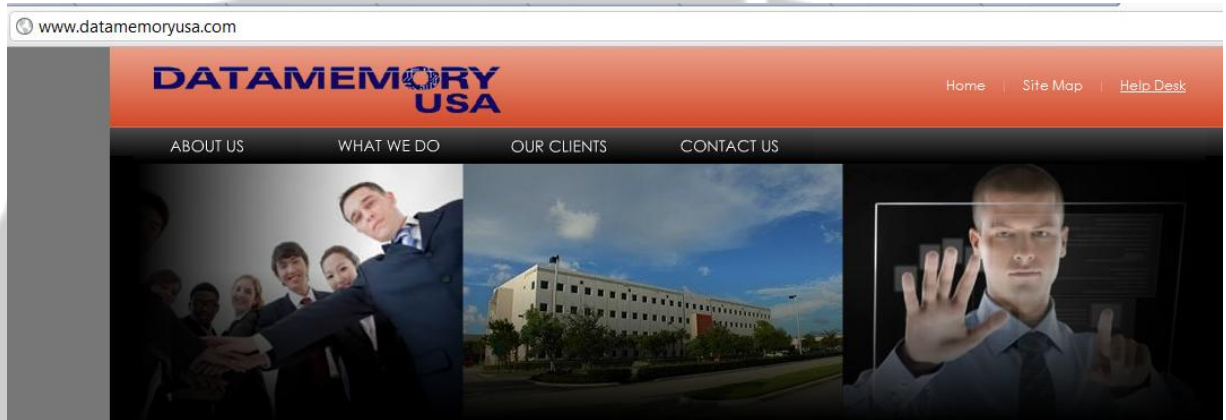 www.datamemoryusa.com
DATAMEMORY
USA
Home | Site Map | Help Desk
ABOUT US WHAT WE DO OUR CLIENTS CONTACT US